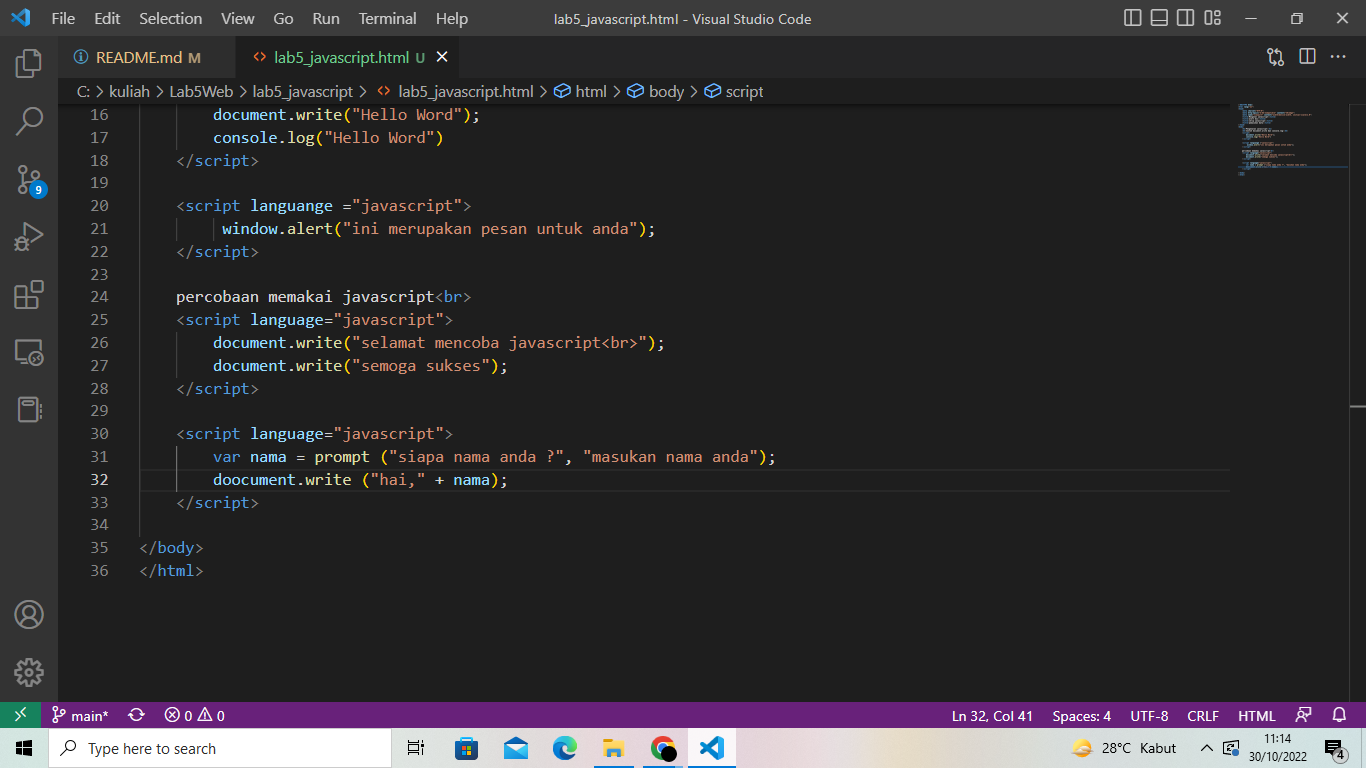 File Edit Selection View Go Run Terminal Help lab5_javascript.html - Visual Studio Code
README.md M lab5_javascript.html U
C: > kuliah > Lab5Web > lab5_javascript > lab5_javascript.html > html > body > script
16 document.write("Hello Word");
17 console.log("Hello Word")
18 </script>
19
20 <script languange ="javascript">
21 window.alert("ini merupakan pesan untuk anda");
22 </script>
23
24 percobaan memakai javascript<br>
25 <script language="javascript">
26 document.write("selamat mencoba javascript<br>");
27 document.write("semoga sukses");
28 </script>
29
30 <script language="javascript">
31 var nama = prompt ("siapa nama anda ?", "masukan nama anda");
32 doocument.write ("hai," + nama);
33 </script>
34
35 </body>
36 </html>
9
main* 0 0 Ln 32, Col 41 Spaces: 4 UTF-8 CRLF HTML
Type here to search 28°C Kabut 11:14
30/10/2022 4